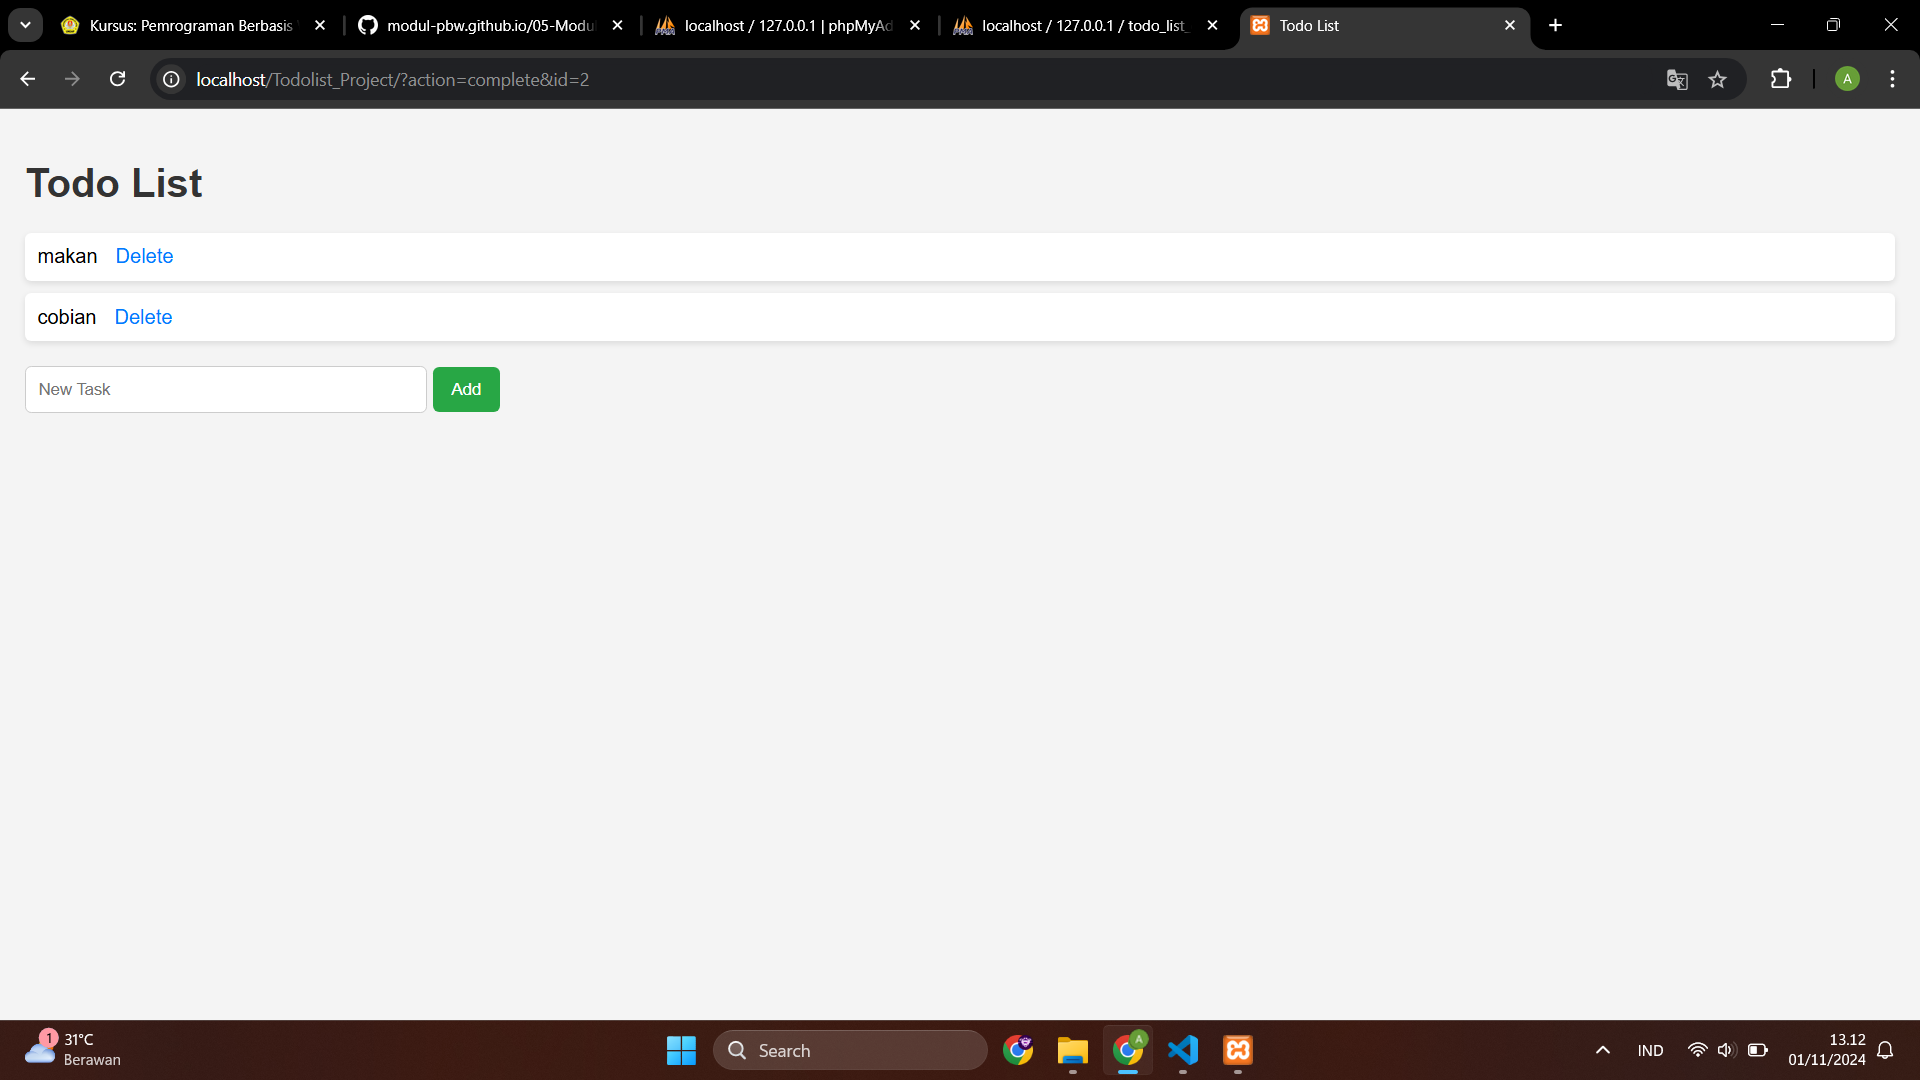 Kursus: Pemrograman Berbasis
modul-pbw.github.io/05-Modu
localhost / 127.0.0.1 | phpMyAd
localhost / 127.0.0.1 / todo_list_
Todo List
localhost/Todolist_Project/?action=complete&id=2
A
Todo List
makan Delete
cobian Delete
New Task
Add
1
31°C
Berawan
Search
A
IND
13.12
01/11/2024